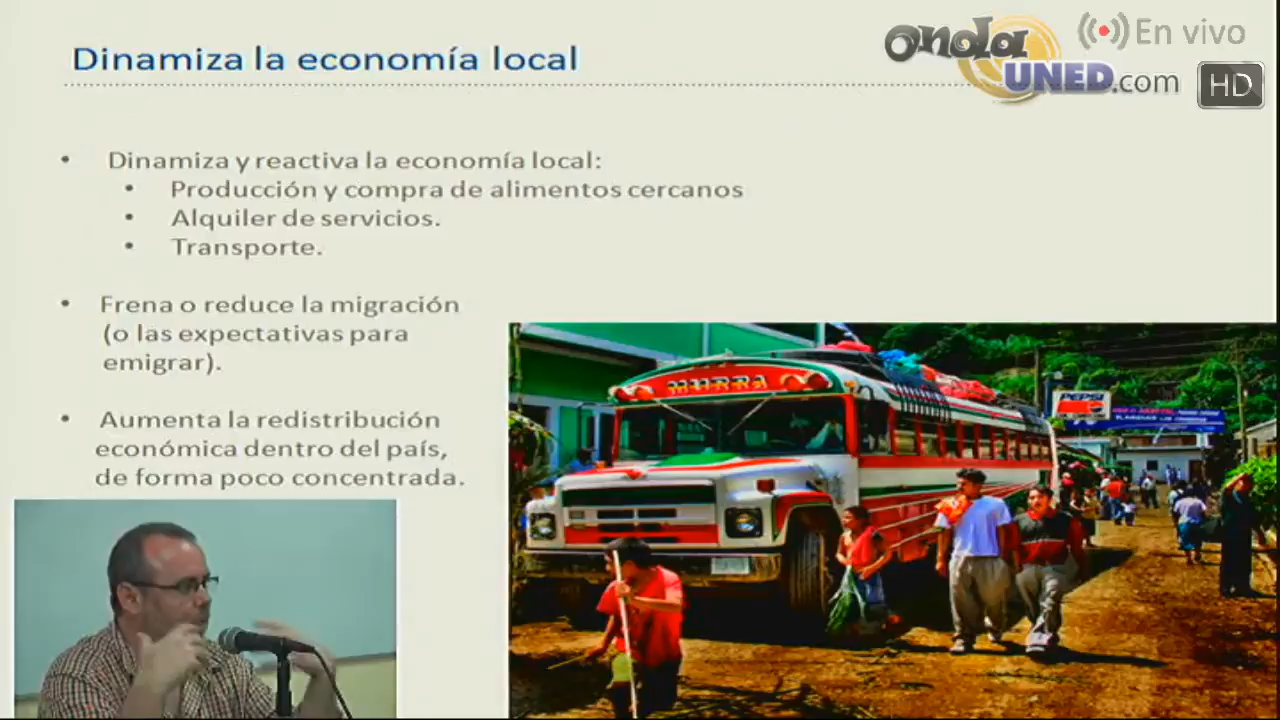 Dinamiza la economía local
onda
UNED.com
En vivo
HD
• Dinamiza y reactiva la economía local:
• Producción y compra de alimentos cercanos
• Alquiler de servicios.
• Transporte.
• Frena o reduce la migración
(o las expectativas para
emigrar).
• Aumenta la redistribución
económica dentro del país,
de forma poco concentrada.
MURRA
PEPSI